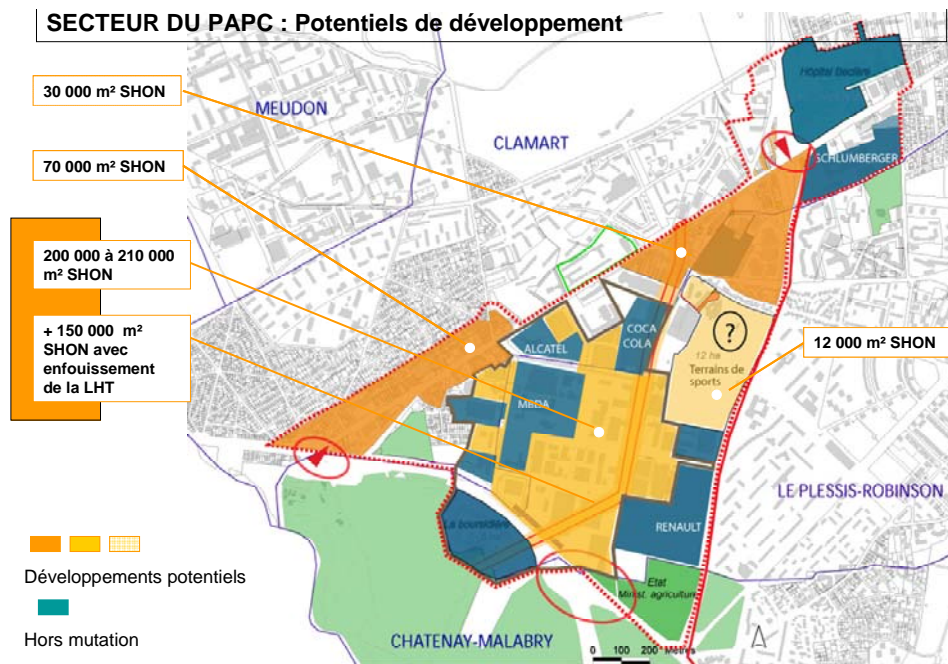 SECTEUR DU PAPC : Potentiels de développement
30 000 m² SHON
MEUDON
CLAMART
Hôpital Béclère
SCHLUMBERGER
70 000 m² SHON
200 000 à 210 000
m² SHON
+ 150 000 m²
SHON avec
enfouissement
de la LHT
COCA
COLA
ALCATEL
MBDA
?
12 ha
Terrains de
sports
12 000 m² SHON
LE PLESSIS-ROBINSON
RENAULT
La boursidière
Etat
Minist. agriculture
Développements potentiels
Hors mutation
CHATENAY-MALABRY
0 100 200 Mètres